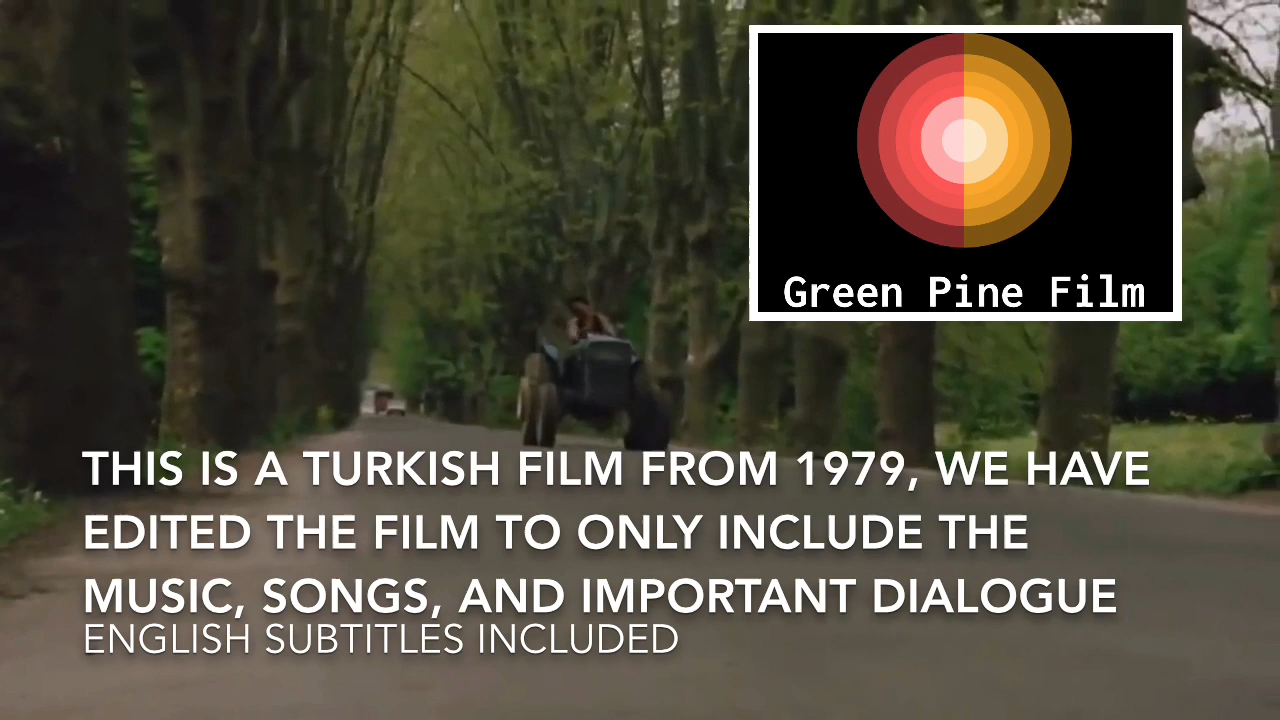 Green Pine Film
THIS IS A TURKISH FILM FROM 1979, WE HAVE
EDITED THE FILM TO ONLY INCLUDE THE
MUSIC, SONGS, AND IMPORTANT DIALOGUE
ENGLISH SUBTITLES INCLUDED